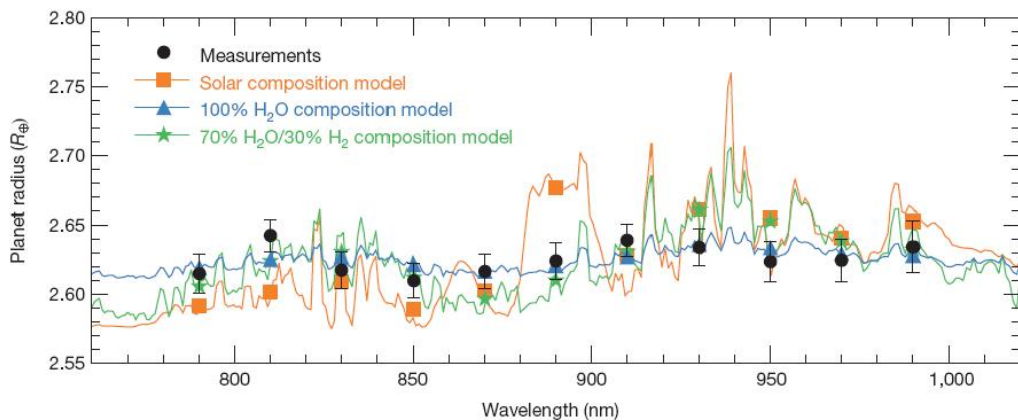 2.80
2.75
2.70
2.65
2.60
2.55
Planet radius (R⊕)
Measurements
Solar composition model
100% H₂O composition model
70% H₂O/30% H₂ composition model
800
850
900
950
1,000
Wavelength (nm)